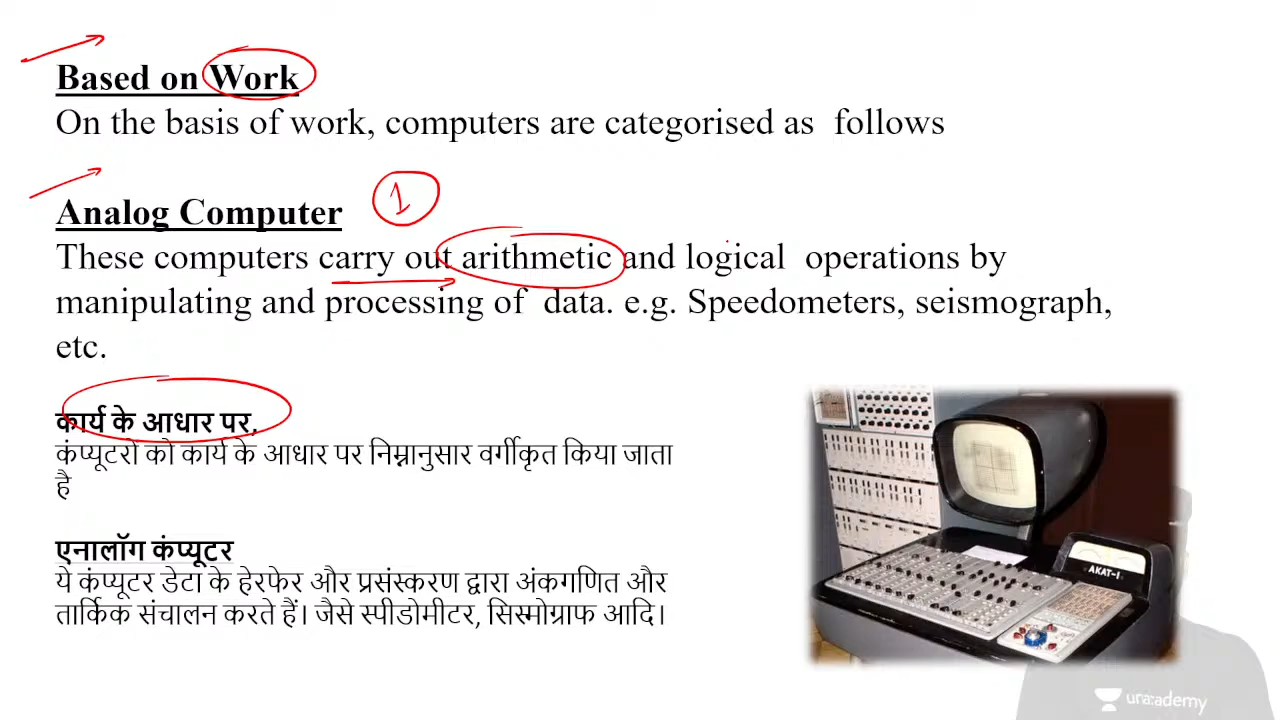 Based on Work
On the basis of work, computers are categorised as follows
1
Analog Computer
These computers carry out arithmetic and logical operations by
manipulating and processing of data. e.g. Speedometers, seismograph,
etc.
कार्य के आधार पर,
कंप्यूटरों को कार्य के आधार पर निम्नानुसार वर्गीकृत किया जाता
है
एनालॉग कंप्यूटर
ये कंप्यूटर डेटा के हेरफेर और प्रसंस्करण द्वारा अंकगणित और
तार्किक संचालन करते हैं। जैसे स्पीडोमीटर, सिस्मोग्राफ आदि।
AKAT-1
unacademy